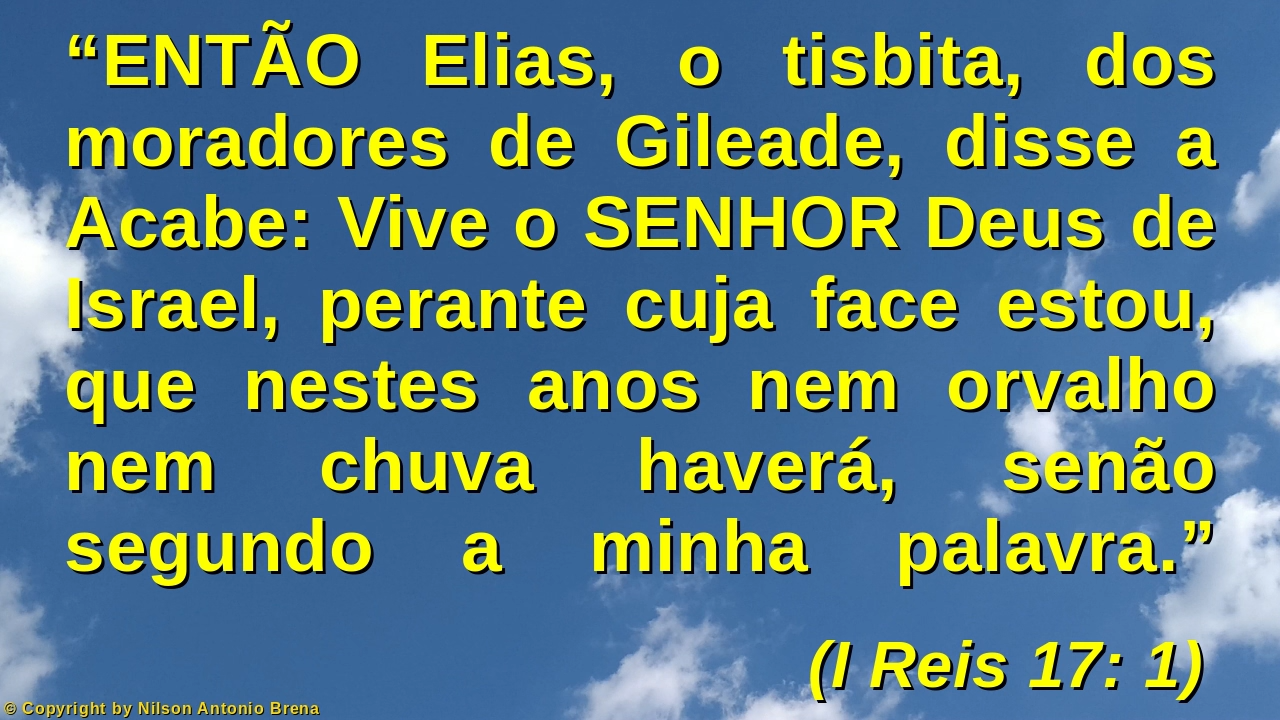 “ENTÃO Elias, o tisbita, dos
moradores de Gileade, disse a
Acabe: Vive o SENHOR Deus de
Israel, perante cuja face estou,
que nestes anos nem orvalho
nem chuva haverá, senão
segundo a minha palavra.”
(I Reis 17: 1)
© Copyright by Nilson Antonio Brena